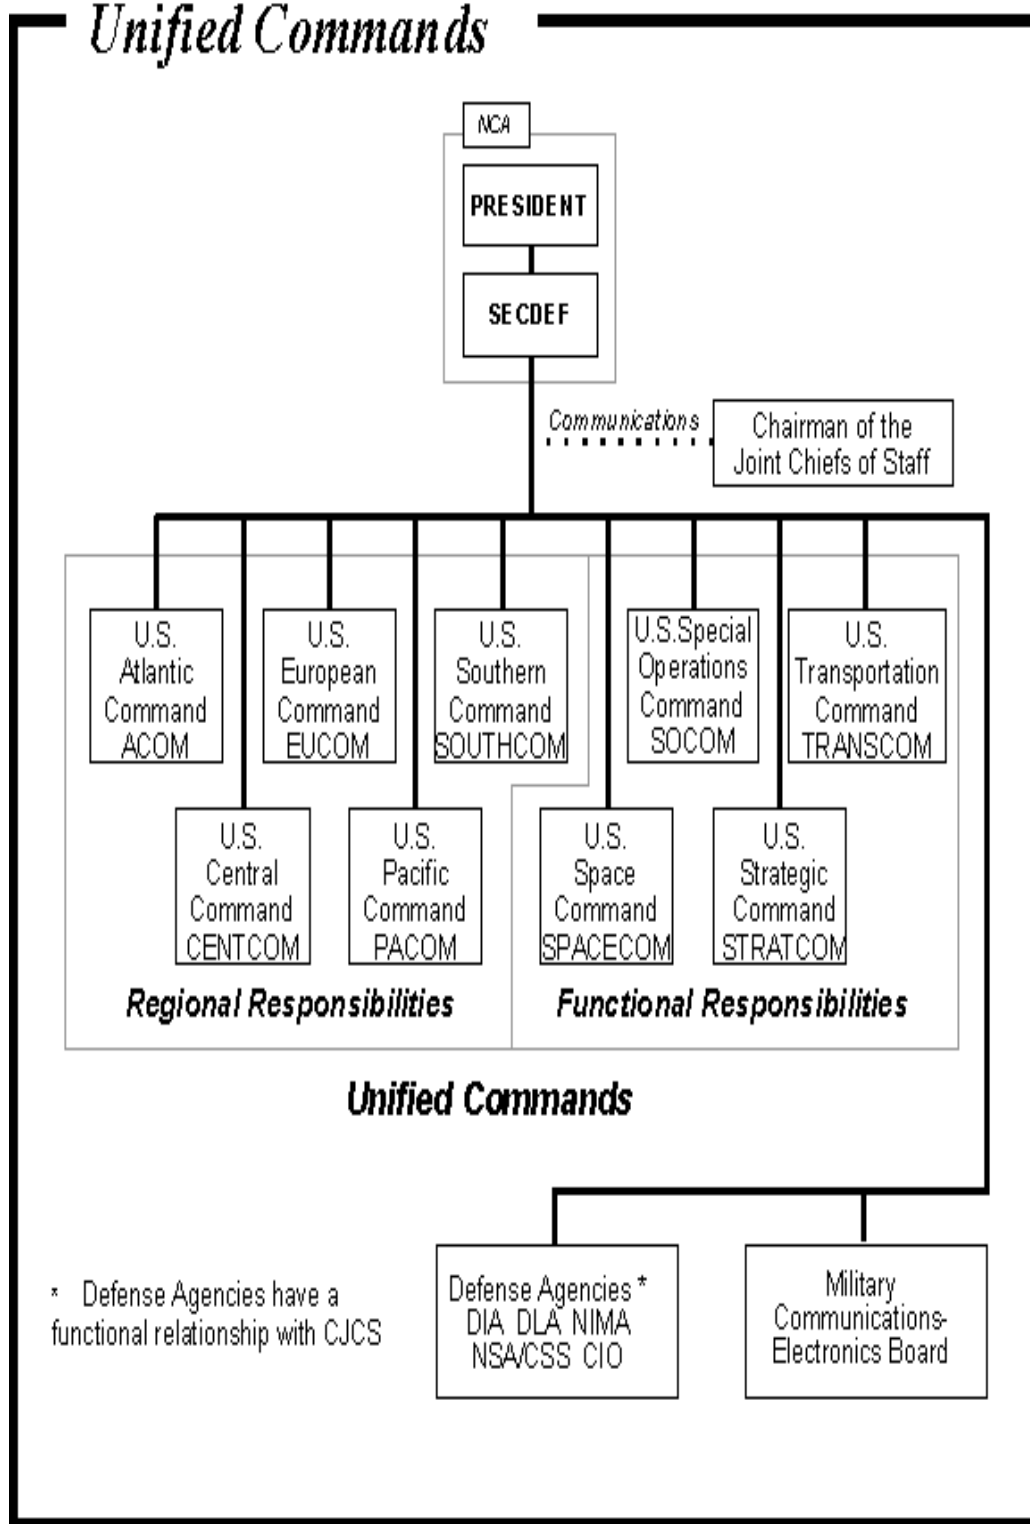 Unified Commands
NCA
PRESIDENT
SECDEF
Communications
Chairman of the
Joint Chiefs of Staff
U.S.
Atlantic
Command
ACOM
U.S.
European
Command
EUCOM
U.S.
Southern
Command
SOUTHCOM
U.S.Special
Operations
Command
SOCOM
U.S.
Transportation
Command
TRANSCOM
U.S.
Central
Command
CENTCOM
U.S.
Pacific
Command
PACOM
U.S.
Space
Command
SPACECOM
U.S.
Strategic
Command
STRATCOM
Regional Responsibilities
Functional Responsibilities
Unified Commands
* Defense Agencies have a
functional relationship with CJCS
Defense Agencies *
DIA DLA NIMA
NSA/CSS CIO
Military
Communications-
Electronics Board